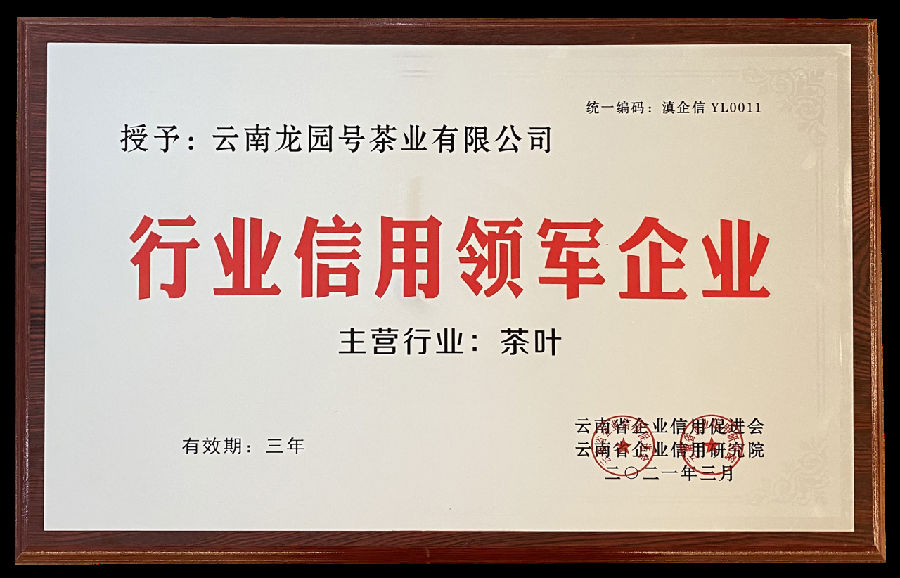 统一编码：滇企信 YL0011
授予：云南龙园号茶业有限公司
行业信用领军企业
主营行业：茶叶
有效期：三年
云南省企业信用促进会
云南省企业信用研究院
二〇二一年三月